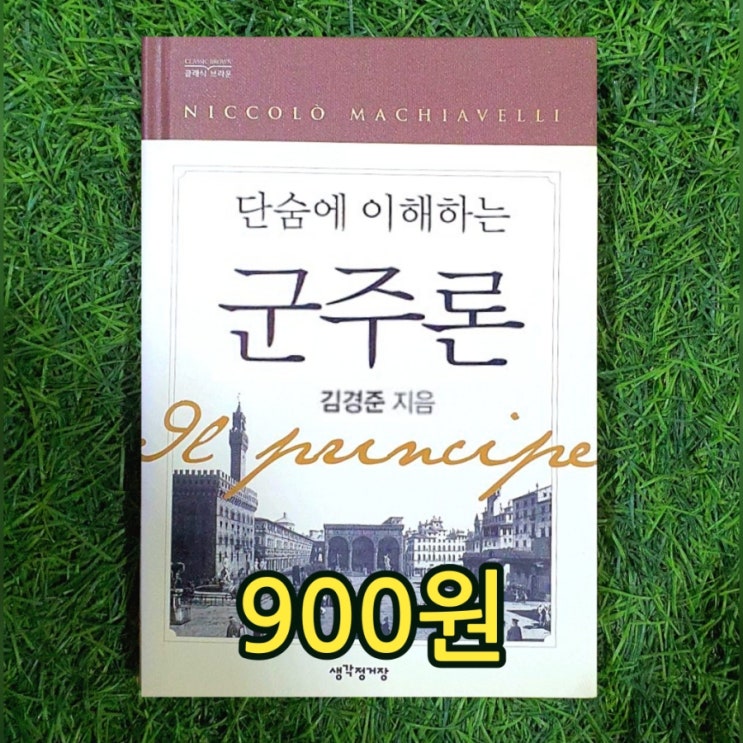 CLASSIC BROWN
클래식 브라운
NICCOLÒ MACHIAVELLI
단숨에 이해하는
군주론
김경준 지음
Il principe
900원
생각정거장